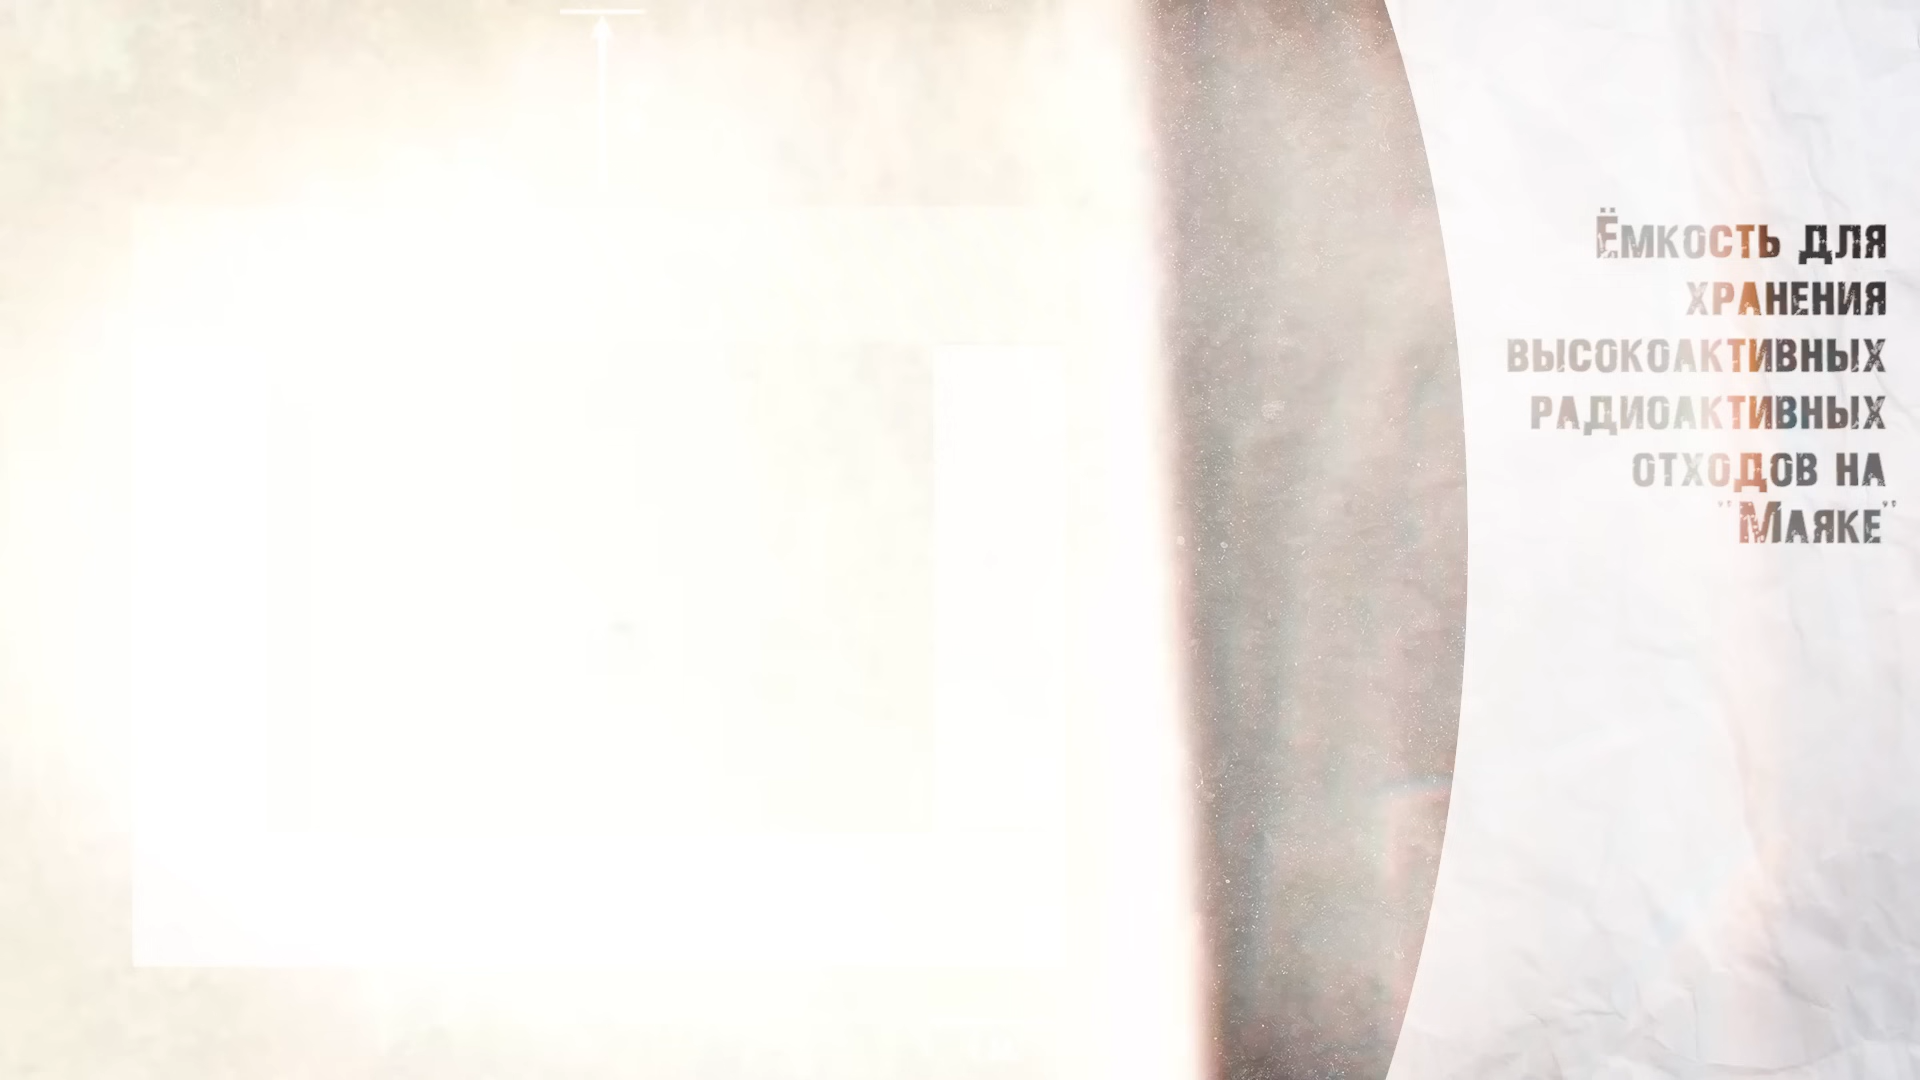 Ёмкость для
хранения
высокоактивных
радиоактивных
отходов на
"Маяке"